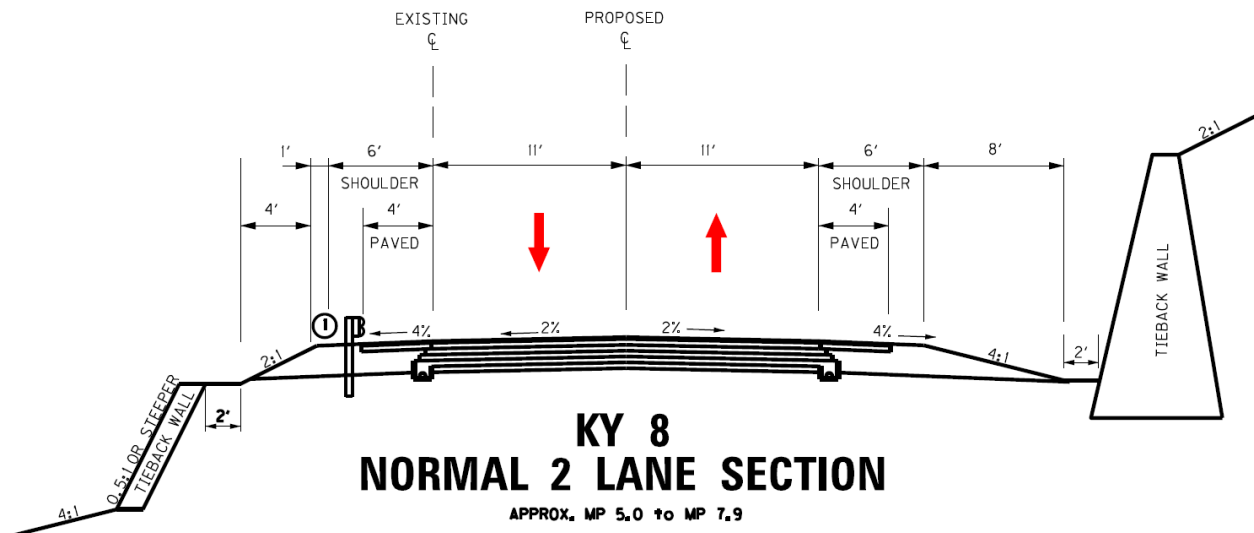 EXISTING
℄
PROPOSED
℄
1' 6' 11' 11' 6' 8'
SHOULDER SHOULDER
4' 4' 4'
PAVED PAVED
2:1
TIEBACK WALL
1
4% 2% 2% 4%
2:1
4:1
2'
2'
0.5:1 OR STEEPER
TIEBACK WALL
4:1
KY 8
NORMAL 2 LANE SECTION
APPROX. MP 5.0 to MP 7.9